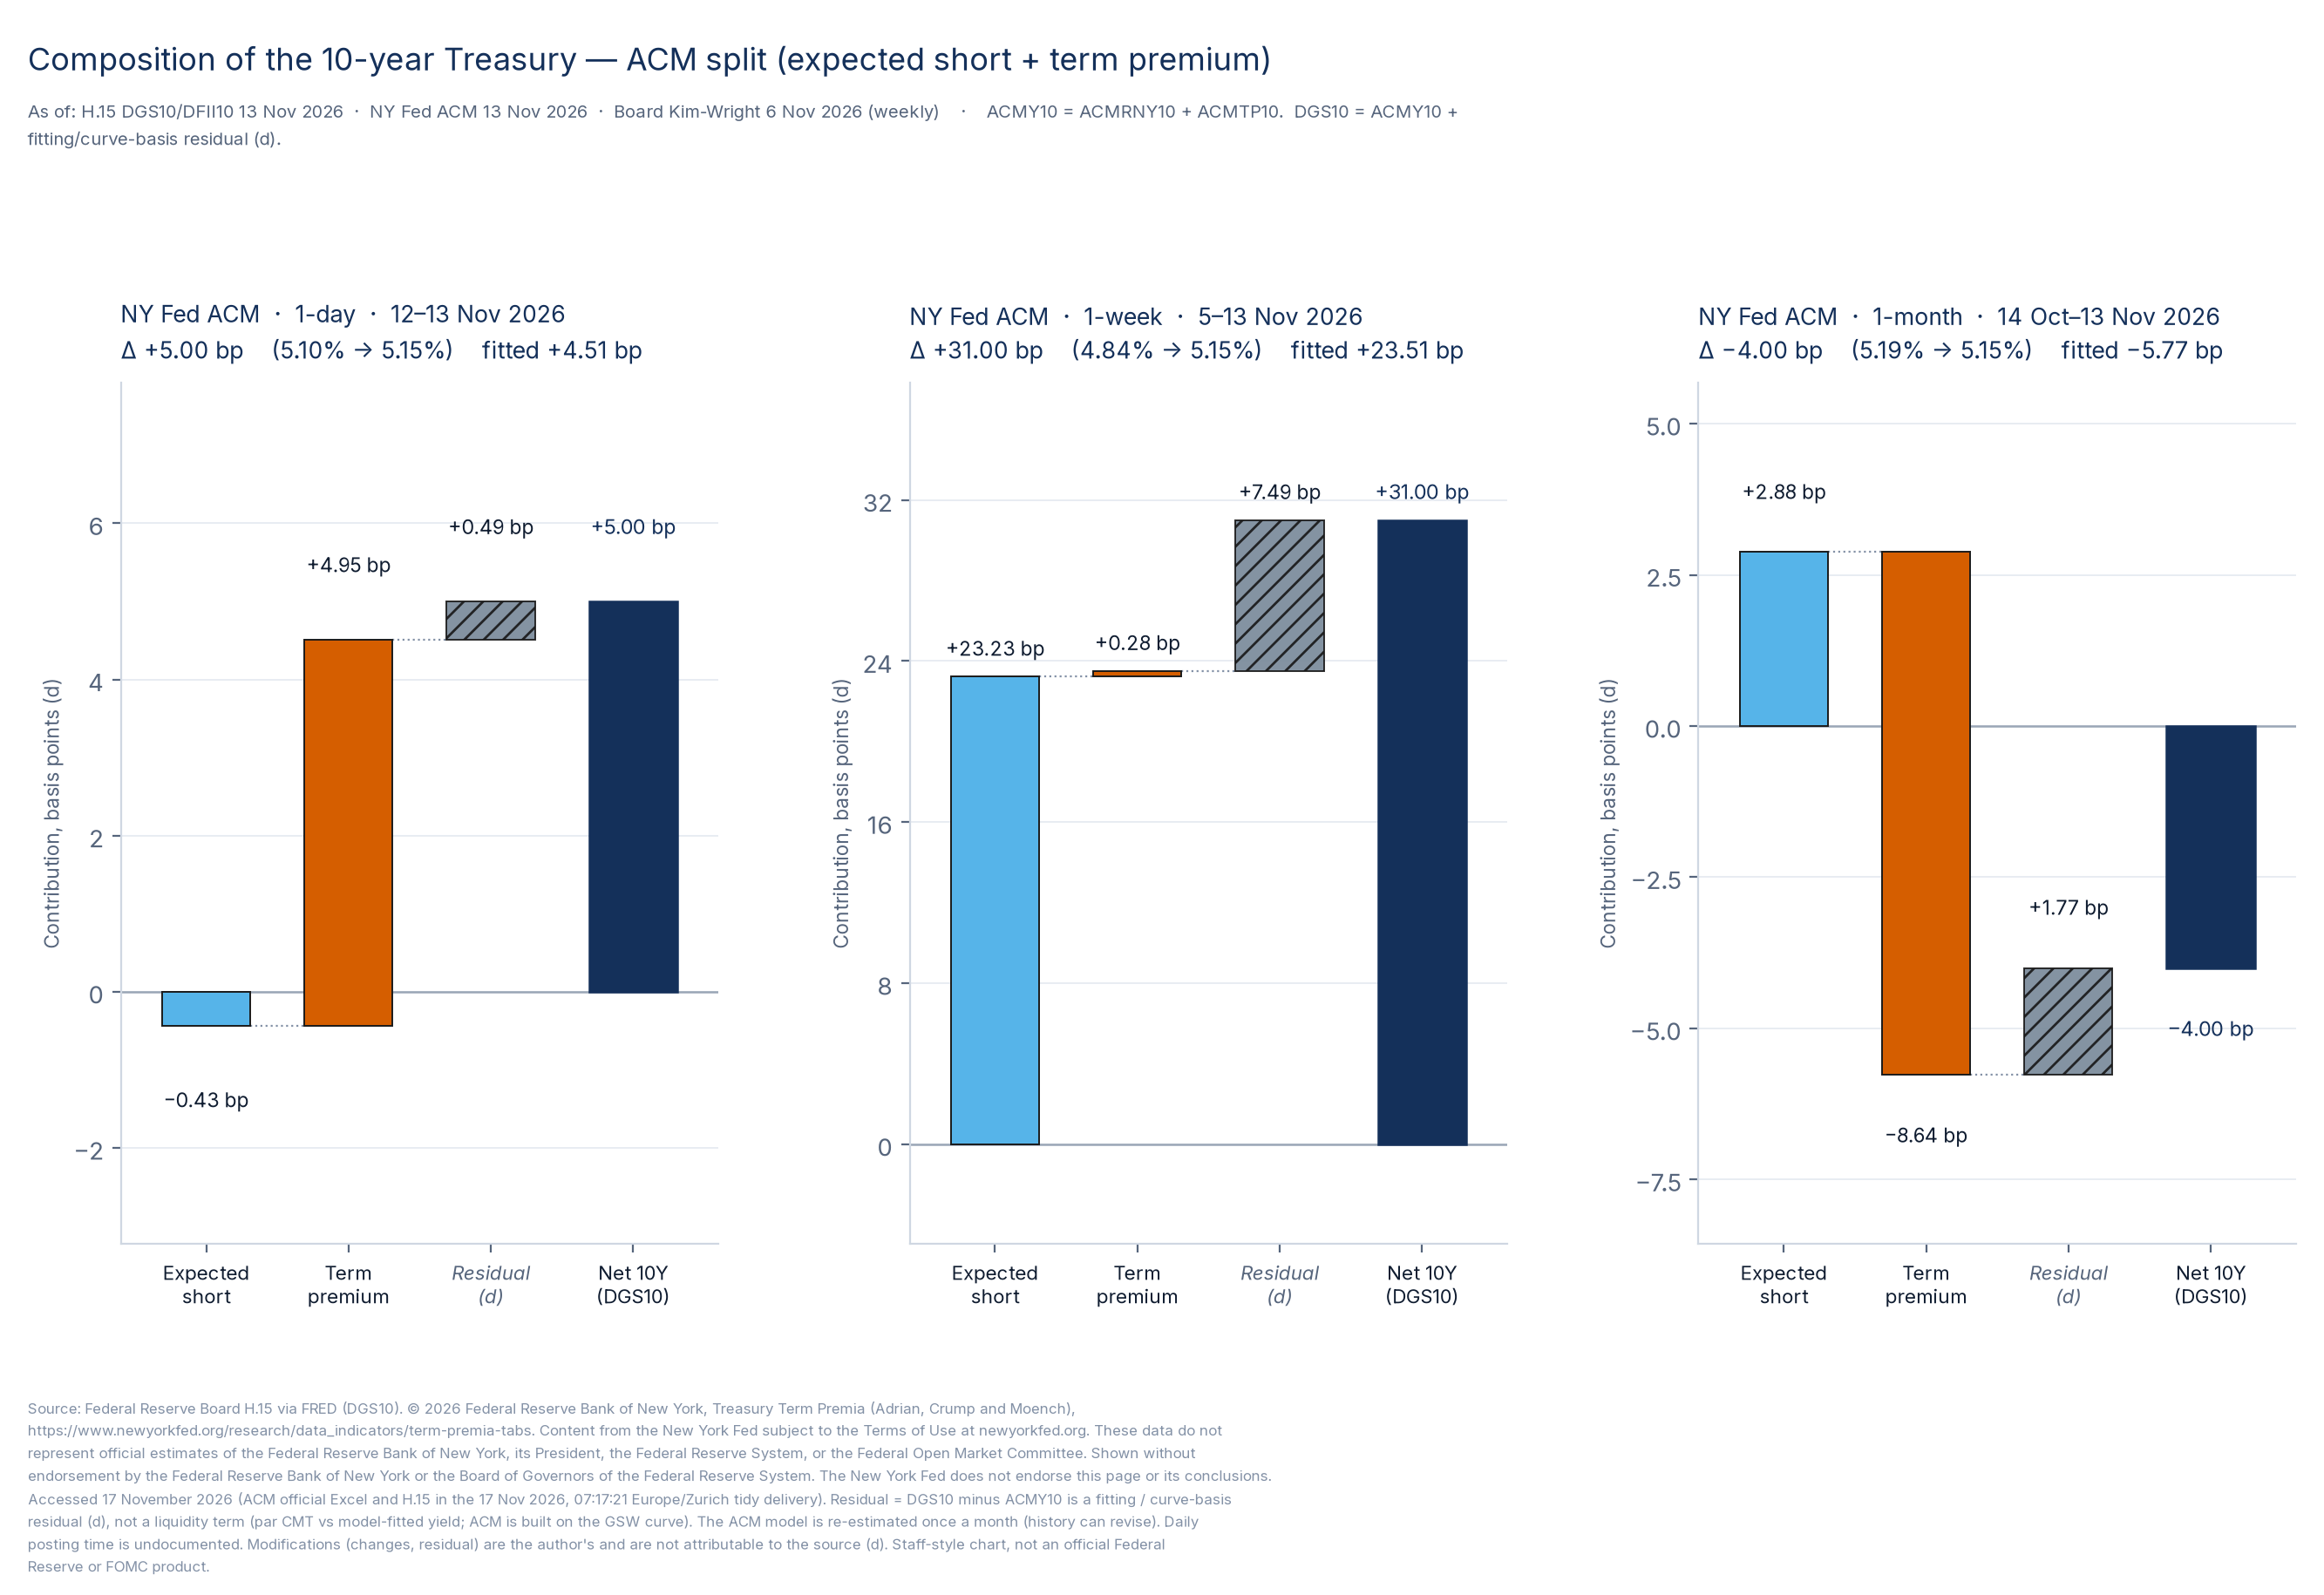 Composition of the 10-year Treasury — ACM split (expected short + term premium)
As of: H.15 DGS10/DFII10 13 Nov 2026 · NY Fed ACM 13 Nov 2026 · Board Kim-Wright 6 Nov 2026 (weekly) · ACMY10 = ACMRNY10 + ACMTP10. DGS10 = ACMY10 +
fitting/curve-basis residual (d).
NY Fed ACM · 1-day · 12–13 Nov 2026
Δ +5.00 bp (5.10% → 5.15%) fitted +4.51 bp
Contribution, basis points (d)
6
4
2
0
−2
−0.43 bp
+4.95 bp
+0.49 bp
+5.00 bp
Expected
short
Term
premium
Residual
(d)
Net 10Y
(DGS10)
NY Fed ACM · 1-week · 5–13 Nov 2026
Δ +31.00 bp (4.84% → 5.15%) fitted +23.51 bp
Contribution, basis points (d)
32
24
16
8
0
+23.23 bp
+0.28 bp
+7.49 bp
+31.00 bp
Expected
short
Term
premium
Residual
(d)
Net 10Y
(DGS10)
NY Fed ACM · 1-month · 14 Oct–13 Nov 2026
Δ −4.00 bp (5.19% → 5.15%) fitted −5.77 bp
Contribution, basis points (d)
5.0
2.5
0.0
−2.5
−5.0
−7.5
+2.88 bp
−8.64 bp
+1.77 bp
−4.00 bp
Expected
short
Term
premium
Residual
(d)
Net 10Y
(DGS10)
Source: Federal Reserve Board H.15 via FRED (DGS10). © 2026 Federal Reserve Bank of New York, Treasury Term Premia (Adrian, Crump and Moench),
https://www.newyorkfed.org/research/data_indicators/term-premia-tabs. Content from the New York Fed subject to the Terms of Use at newyorkfed.org. These data do not
represent official estimates of the Federal Reserve Bank of New York, its President, the Federal Reserve System, or the Federal Open Market Committee. Shown without
endorsement by the Federal Reserve Bank of New York or the Board of Governors of the Federal Reserve System. The New York Fed does not endorse this page or its conclusions.
Accessed 17 November 2026 (ACM official Excel and H.15 in the 17 Nov 2026, 07:17:21 Europe/Zurich tidy delivery). Residual = DGS10 minus ACMY10 is a fitting / curve-basis
residual (d), not a liquidity term (par CMT vs model-fitted yield; ACM is built on the GSW curve). The ACM model is re-estimated once a month (history can revise). Daily
posting time is undocumented. Modifications (changes, residual) are the author's and are not attributable to the source (d). Staff-style chart, not an official Federal
Reserve or FOMC product.